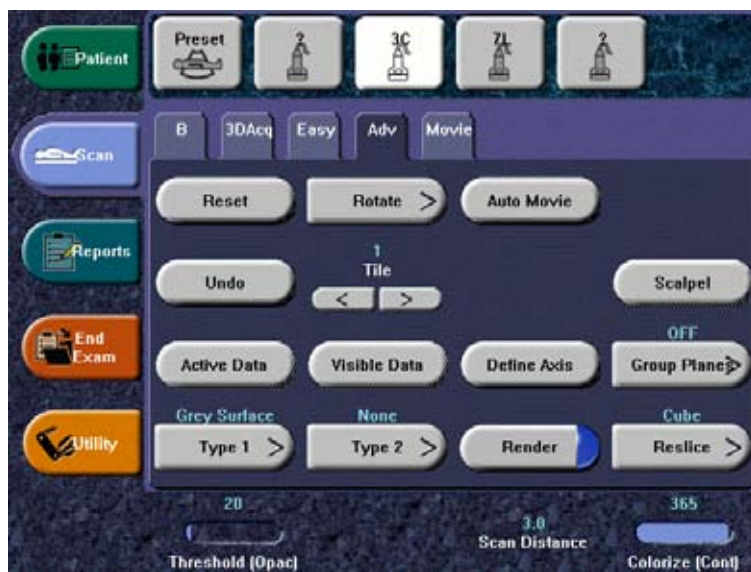 Patient
Preset
?
3C
7L
?
Scan
B 3DAcq Easy Adv Movie
Reset Rotate > Auto Movie
Reports
1
Tile
Undo < > Scalpel
End
Exam
OFF
Active Data Visible Data Define Axis Group Planes
Grey Surface None Cube
Utility
Type 1 > Type 2 > Render Reslice >
20 365
3.0
Scan Distance
Threshold (Opac) Colorize (Cont)